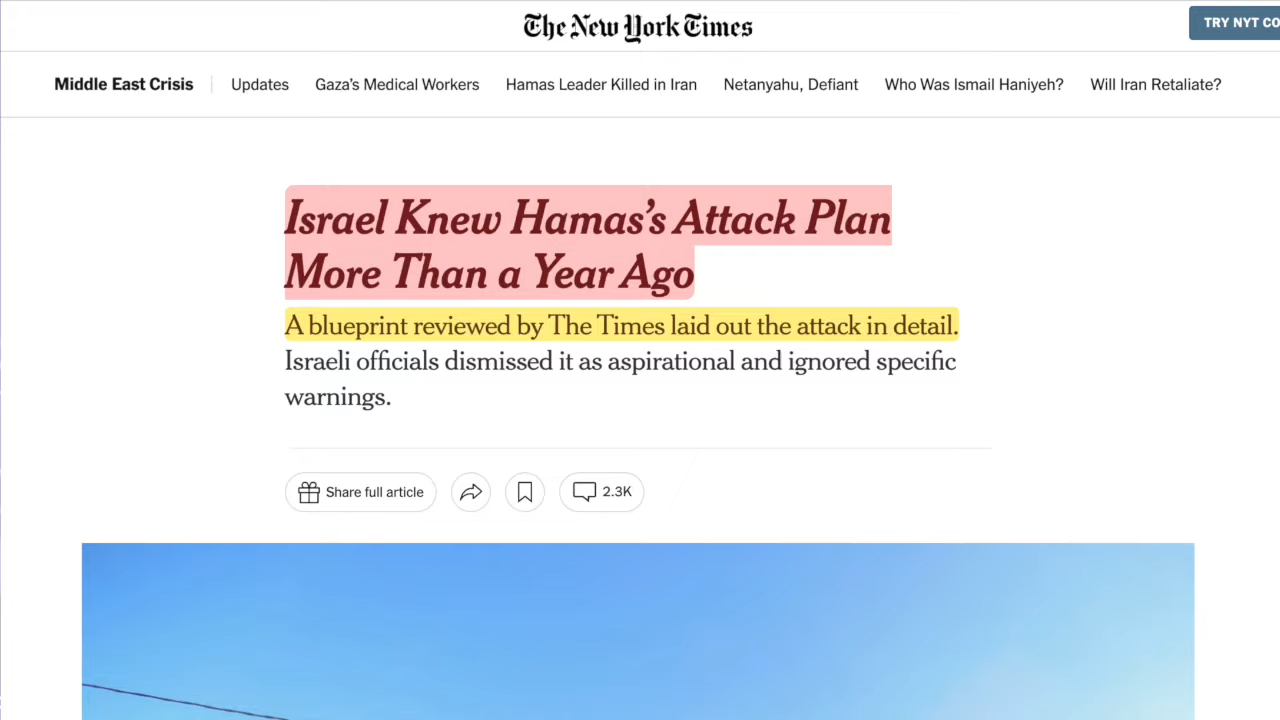 The New York Times
TRY NYT CO
Middle East Crisis
Updates
Gaza’s Medical Workers
Hamas Leader Killed in Iran
Netanyahu, Defiant
Who Was Ismail Haniyeh?
Will Iran Retaliate?
Israel Knew Hamas’s Attack Plan
More Than a Year Ago
A blueprint reviewed by The Times laid out the attack in detail.
Israeli officials dismissed it as aspirational and ignored specific
warnings.
Share full article
2.3K